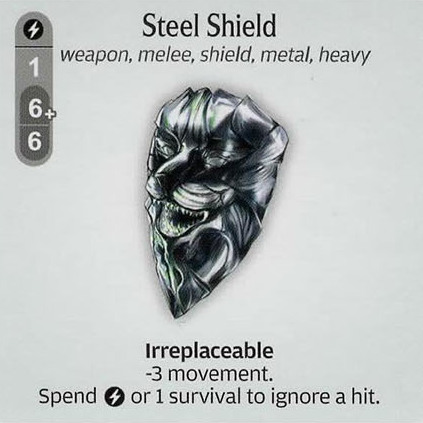 Steel Shield
weapon, melee, shield, metal, heavy
1
6+
6
Irreplaceable
-3 movement.
Spend or 1 survival to ignore a hit.